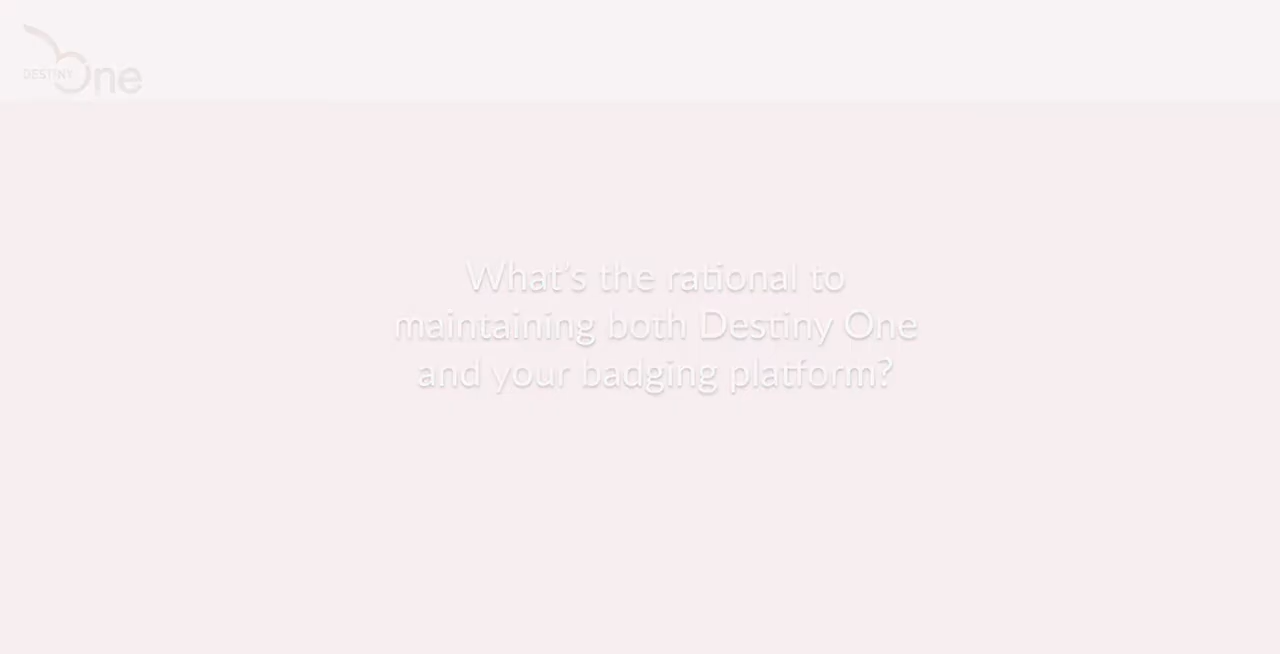 DESTINY One
What's the rational to
maintaining both Destiny One
and your badging platform?